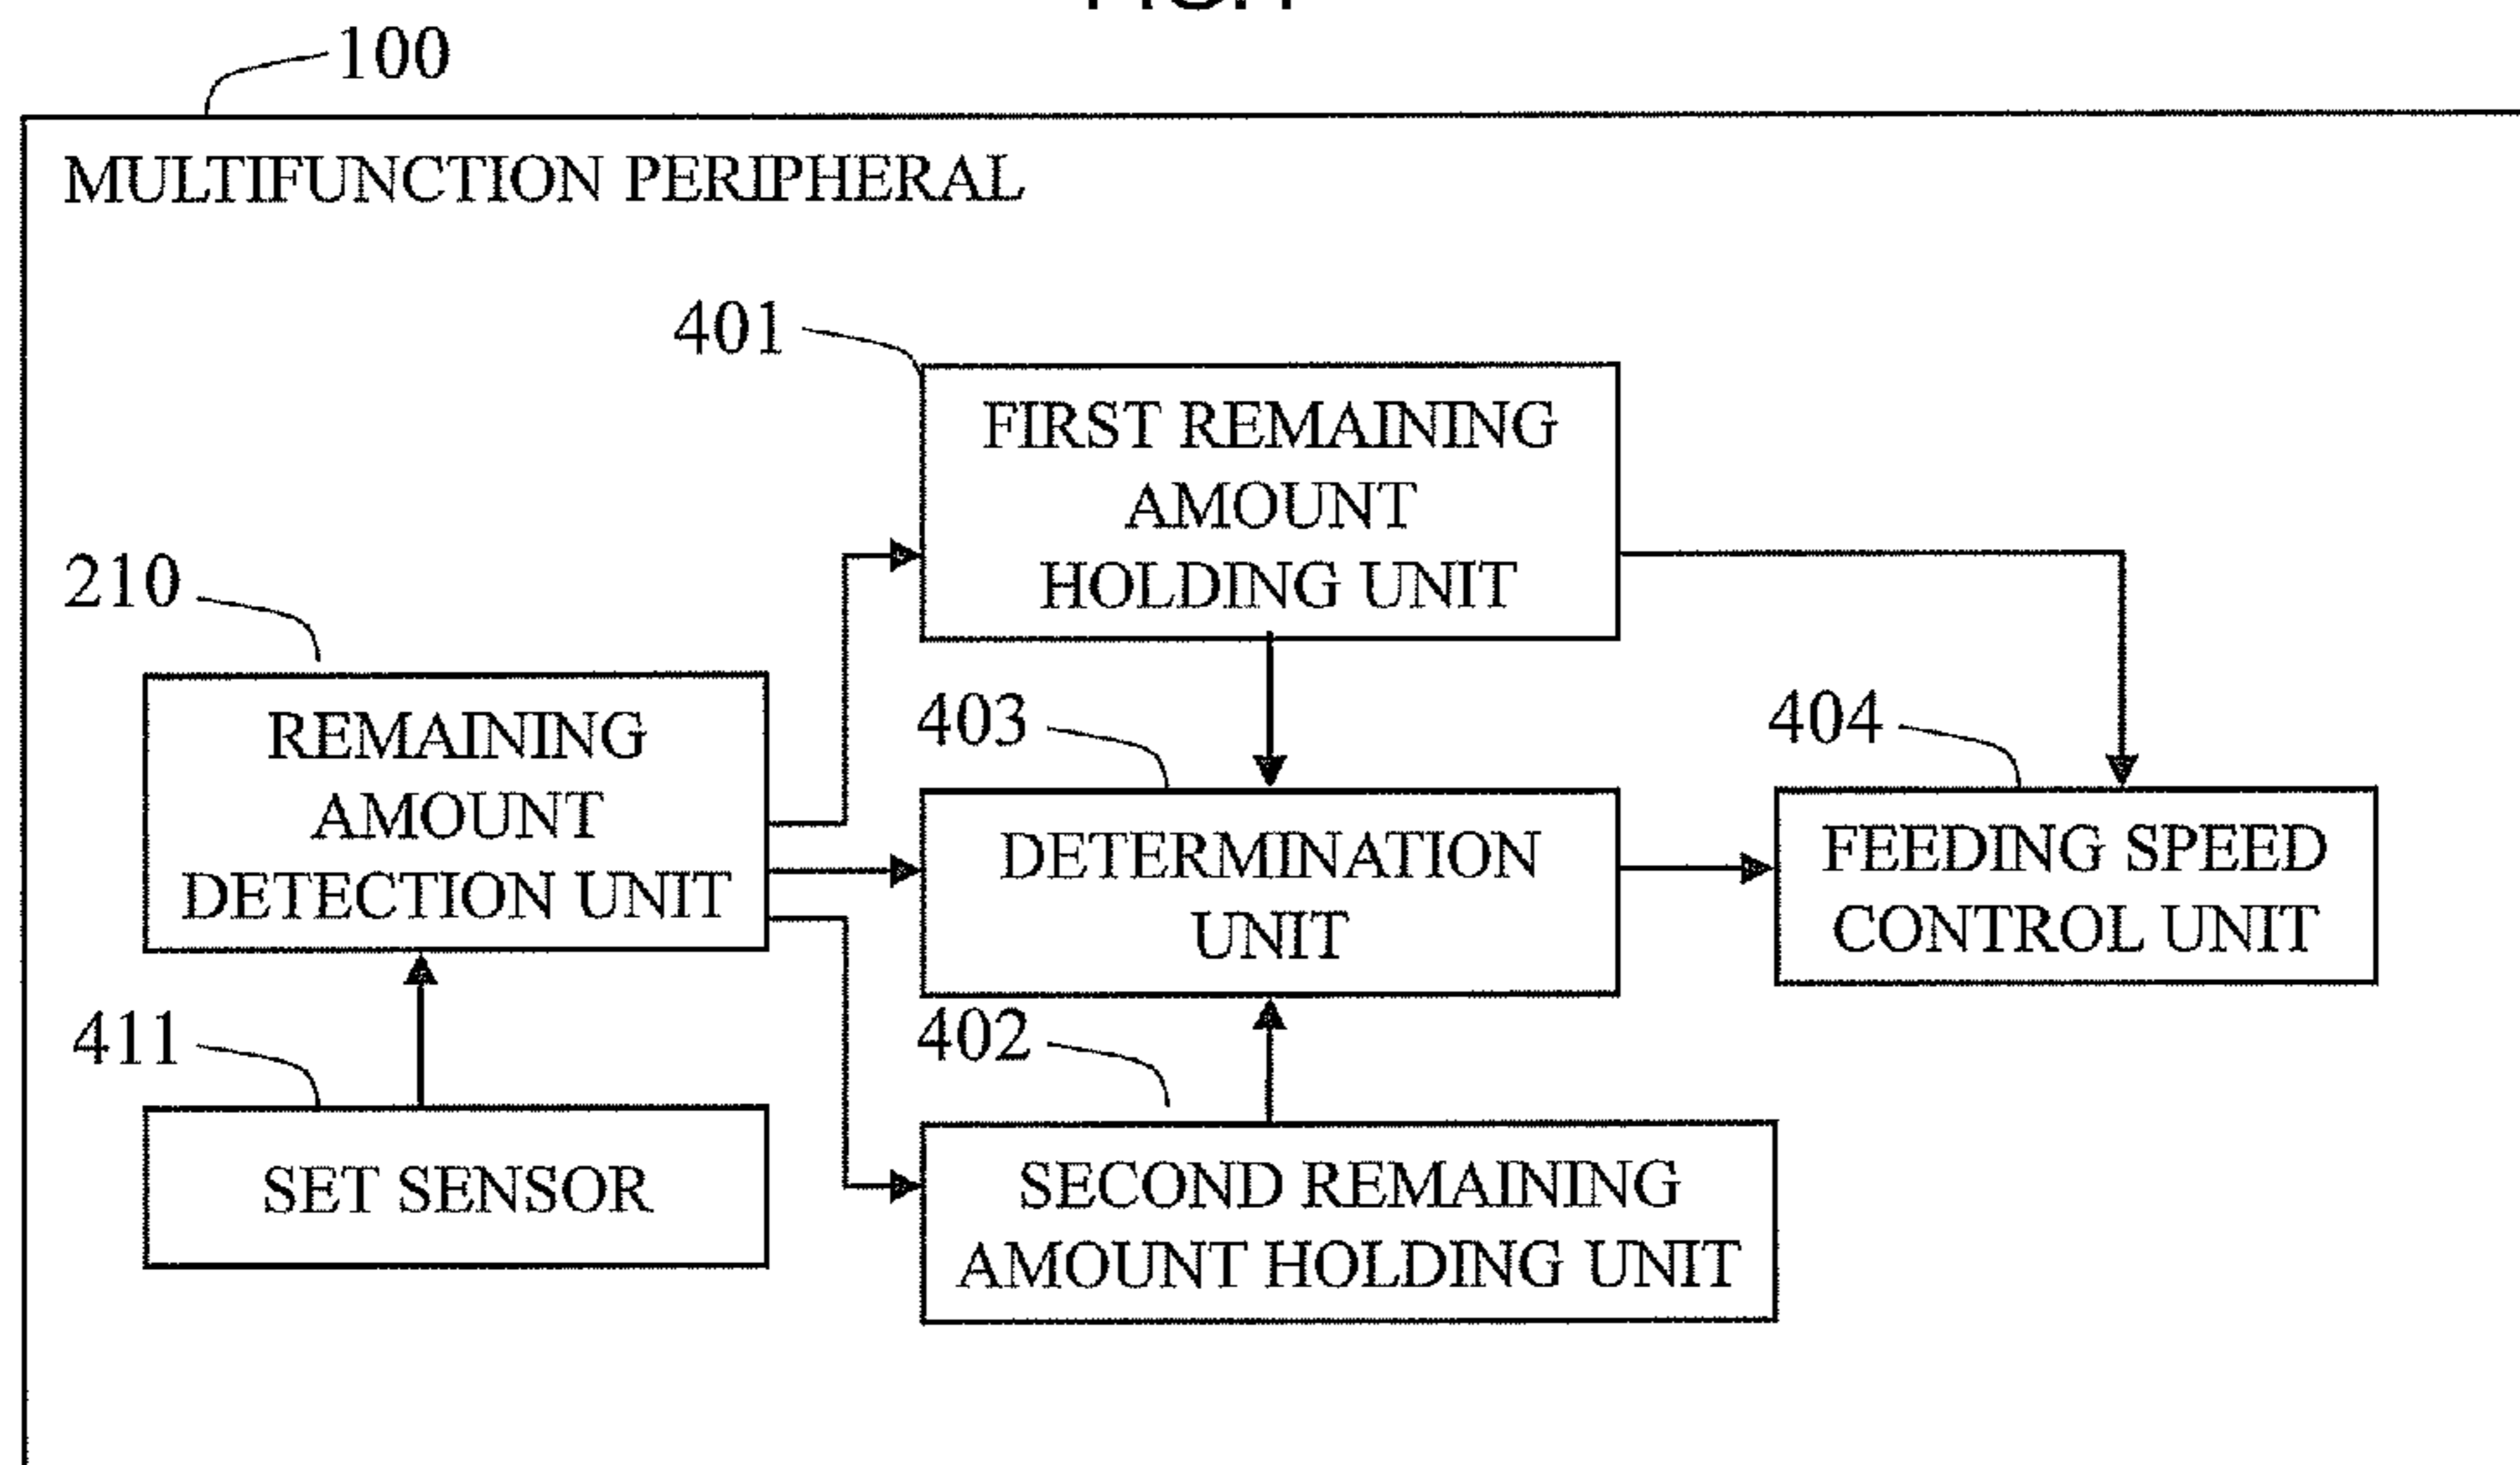 100
MULTIFUNCTION PERIPHERAL
401
FIRST REMAINING
AMOUNT
HOLDING UNIT
210
REMAINING
AMOUNT
DETECTION UNIT
403
DETERMINATION
UNIT
404
FEEDING SPEED
CONTROL UNIT
411
SET SENSOR
402
SECOND REMAINING
AMOUNT HOLDING UNIT